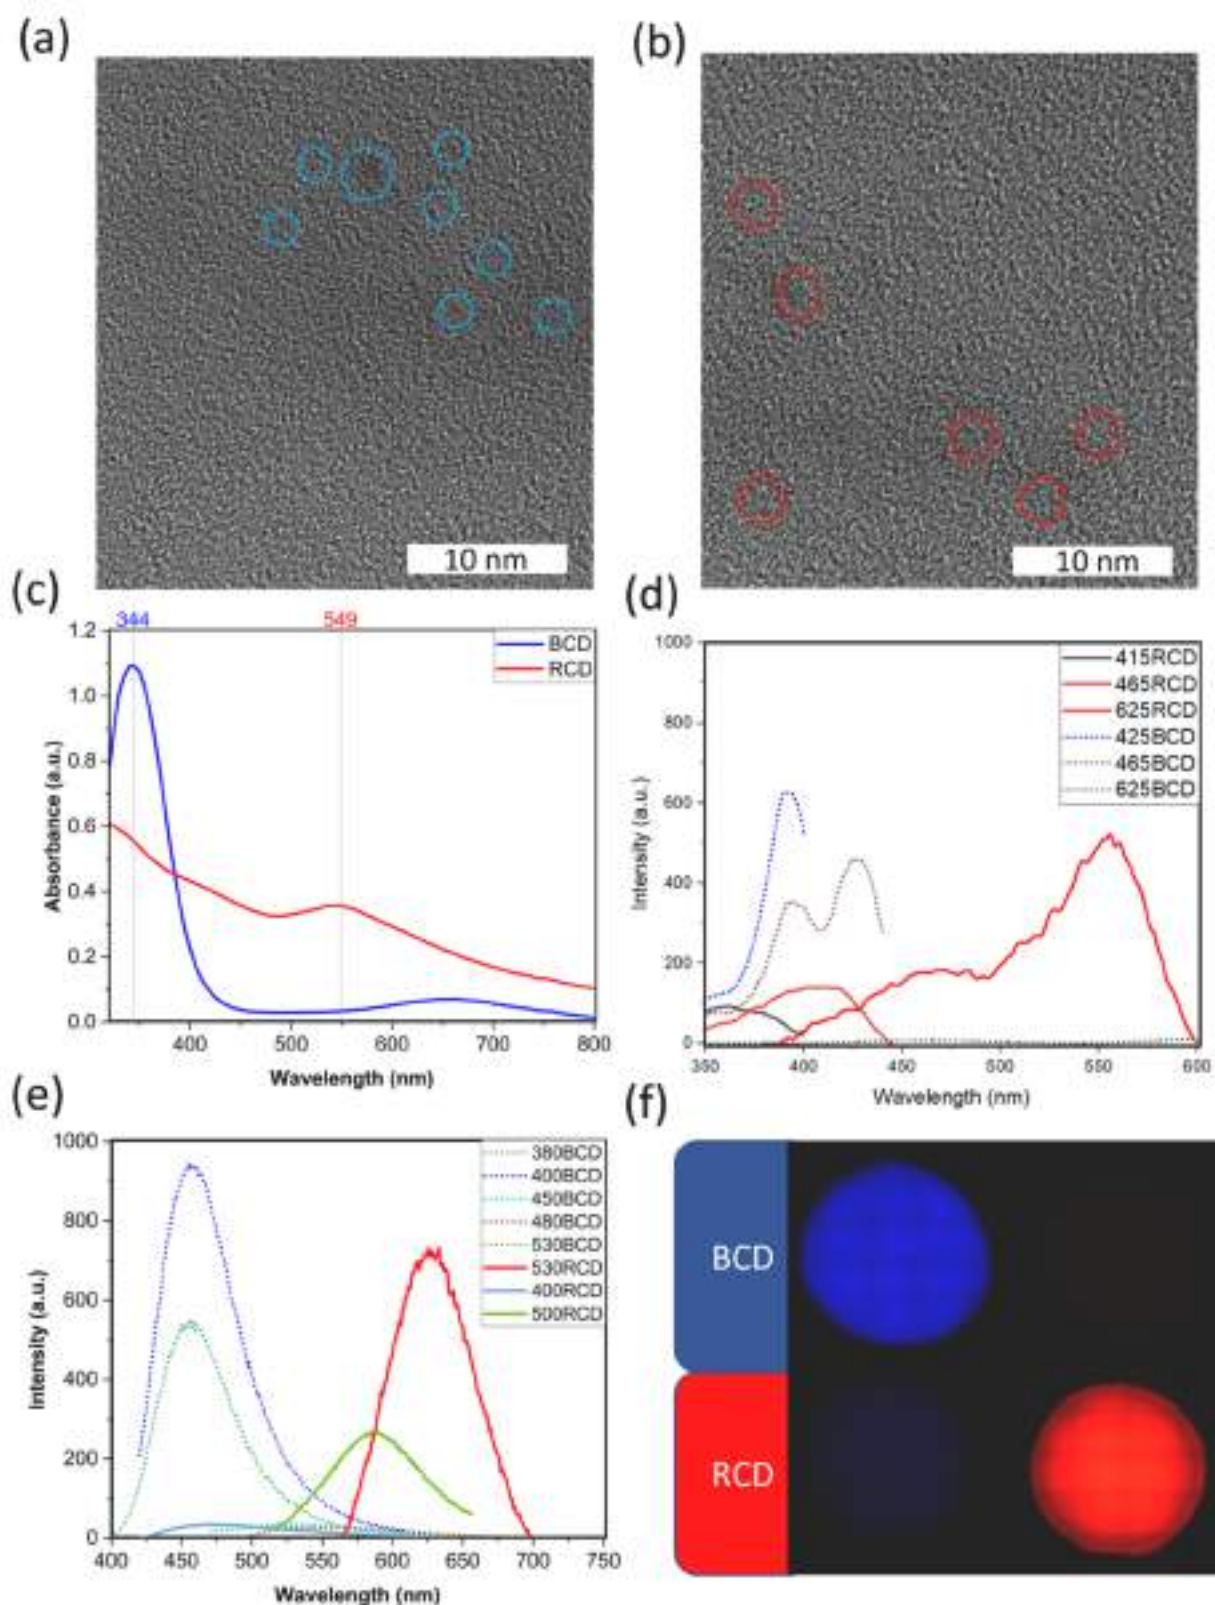 (a)
(b)
10 nm
10 nm
(c)
344
549
1.2
1.0
0.8
0.6
0.4
0.2
0.0
BCD
RCD
400
500
600
700
800
Absorbance (a.u.)
Wavelength (nm)
(d)
1000
800
600
400
200
0
415RCD
465RCD
625RCD
425BCD
465BCD
625BCD
350
400
450
500
550
600
Intensity (a.u.)
Wavelength (nm)
(e)
1000
800
600
400
200
0
380BCD
400BCD
450BCD
480BCD
530BCD
530RCD
400RCD
500RCD
400
450
500
550
600
650
700
750
Intensity (a.u.)
Wavelength (nm)
(f)
BCD
RCD